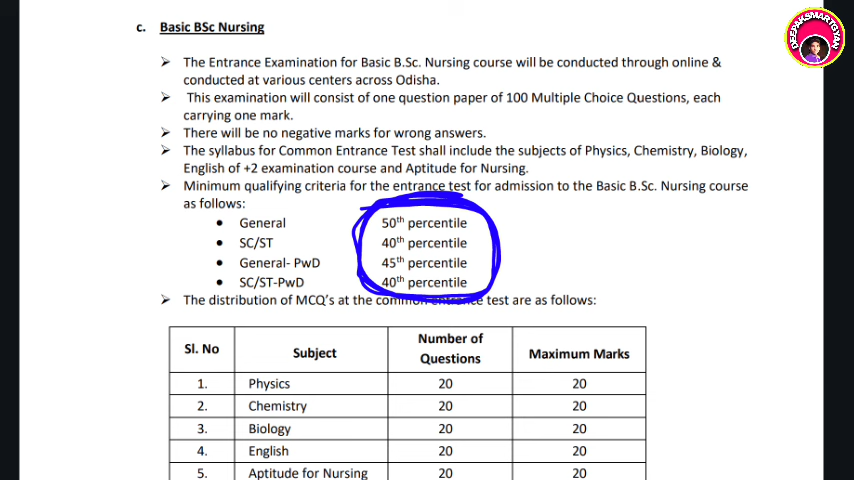 DEEPAKSMARTGYAN
c. Basic BSc Nursing
➢ The Entrance Examination for Basic B.Sc. Nursing course will be conducted through online &
conducted at various centers across Odisha.
➢ This examination will consist of one question paper of 100 Multiple Choice Questions, each
carrying one mark.
➢ There will be no negative marks for wrong answers.
➢ The syllabus for Common Entrance Test shall include the subjects of Physics, Chemistry, Biology,
English of +2 examination course and Aptitude for Nursing.
➢ Minimum qualifying criteria for the entrance test for admission to the Basic B.Sc. Nursing course
as follows:
• General 50th percentile
• SC/ST 40th percentile
• General- PwD 45th percentile
• SC/ST-PwD 40th percentile
➢ The distribution of MCQ's at the common entrance test are as follows:
Sl. No Subject Number of Questions Maximum Marks
1. Physics 20 20
2. Chemistry 20 20
3. Biology 20 20
4. English 20 20
5. Aptitude for Nursing 20 20